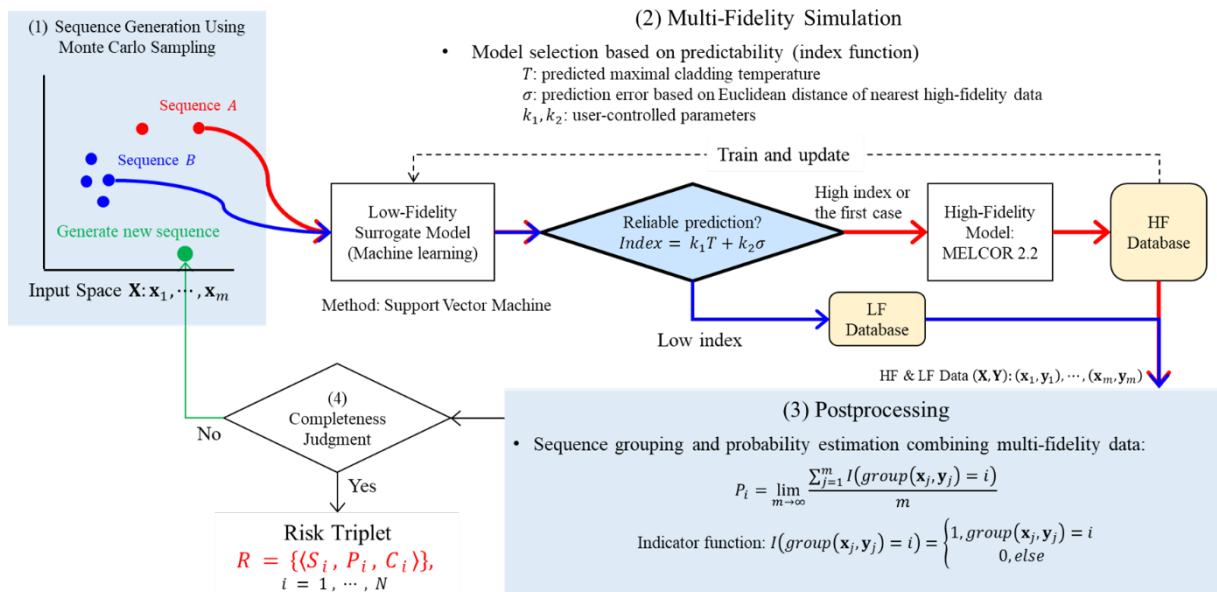 (1) Sequence Generation Using
Monte Carlo Sampling
Sequence A
Sequence B
Generate new sequence
Input Space X: x₁, ⋯, xₘ
(2) Multi-Fidelity Simulation
• Model selection based on predictability (index function)
T: predicted maximal cladding temperature
σ: prediction error based on Euclidean distance of nearest high-fidelity data
k₁, k₂: user-controlled parameters
Train and update
Low-Fidelity
Surrogate Model
(Machine learning)
Method: Support Vector Machine
Reliable prediction?
Index = k₁T + k₂σ
High index or
the first case
High-Fidelity
Model:
MELCOR 2.2
HF
Database
Low index
LF
Database
HF & LF Data (X, Y): (x₁, y₁), ⋯, (xₘ, yₘ)
(3) Postprocessing
• Sequence grouping and probability estimation combining multi-fidelity data:
Pᵢ = lim m→∞ ∑ⱼ₌₁ᵐ I(group(xⱼ, yⱼ) = i) / m
Indicator function: I(group(xⱼ, yⱼ) = i) = { 1, group(xⱼ, yⱼ) = i
0, else
(4)
Completeness
Judgment
No
Yes
Risk Triplet
R = {⟨Sᵢ, Pᵢ, Cᵢ⟩},
i = 1, ⋯, N